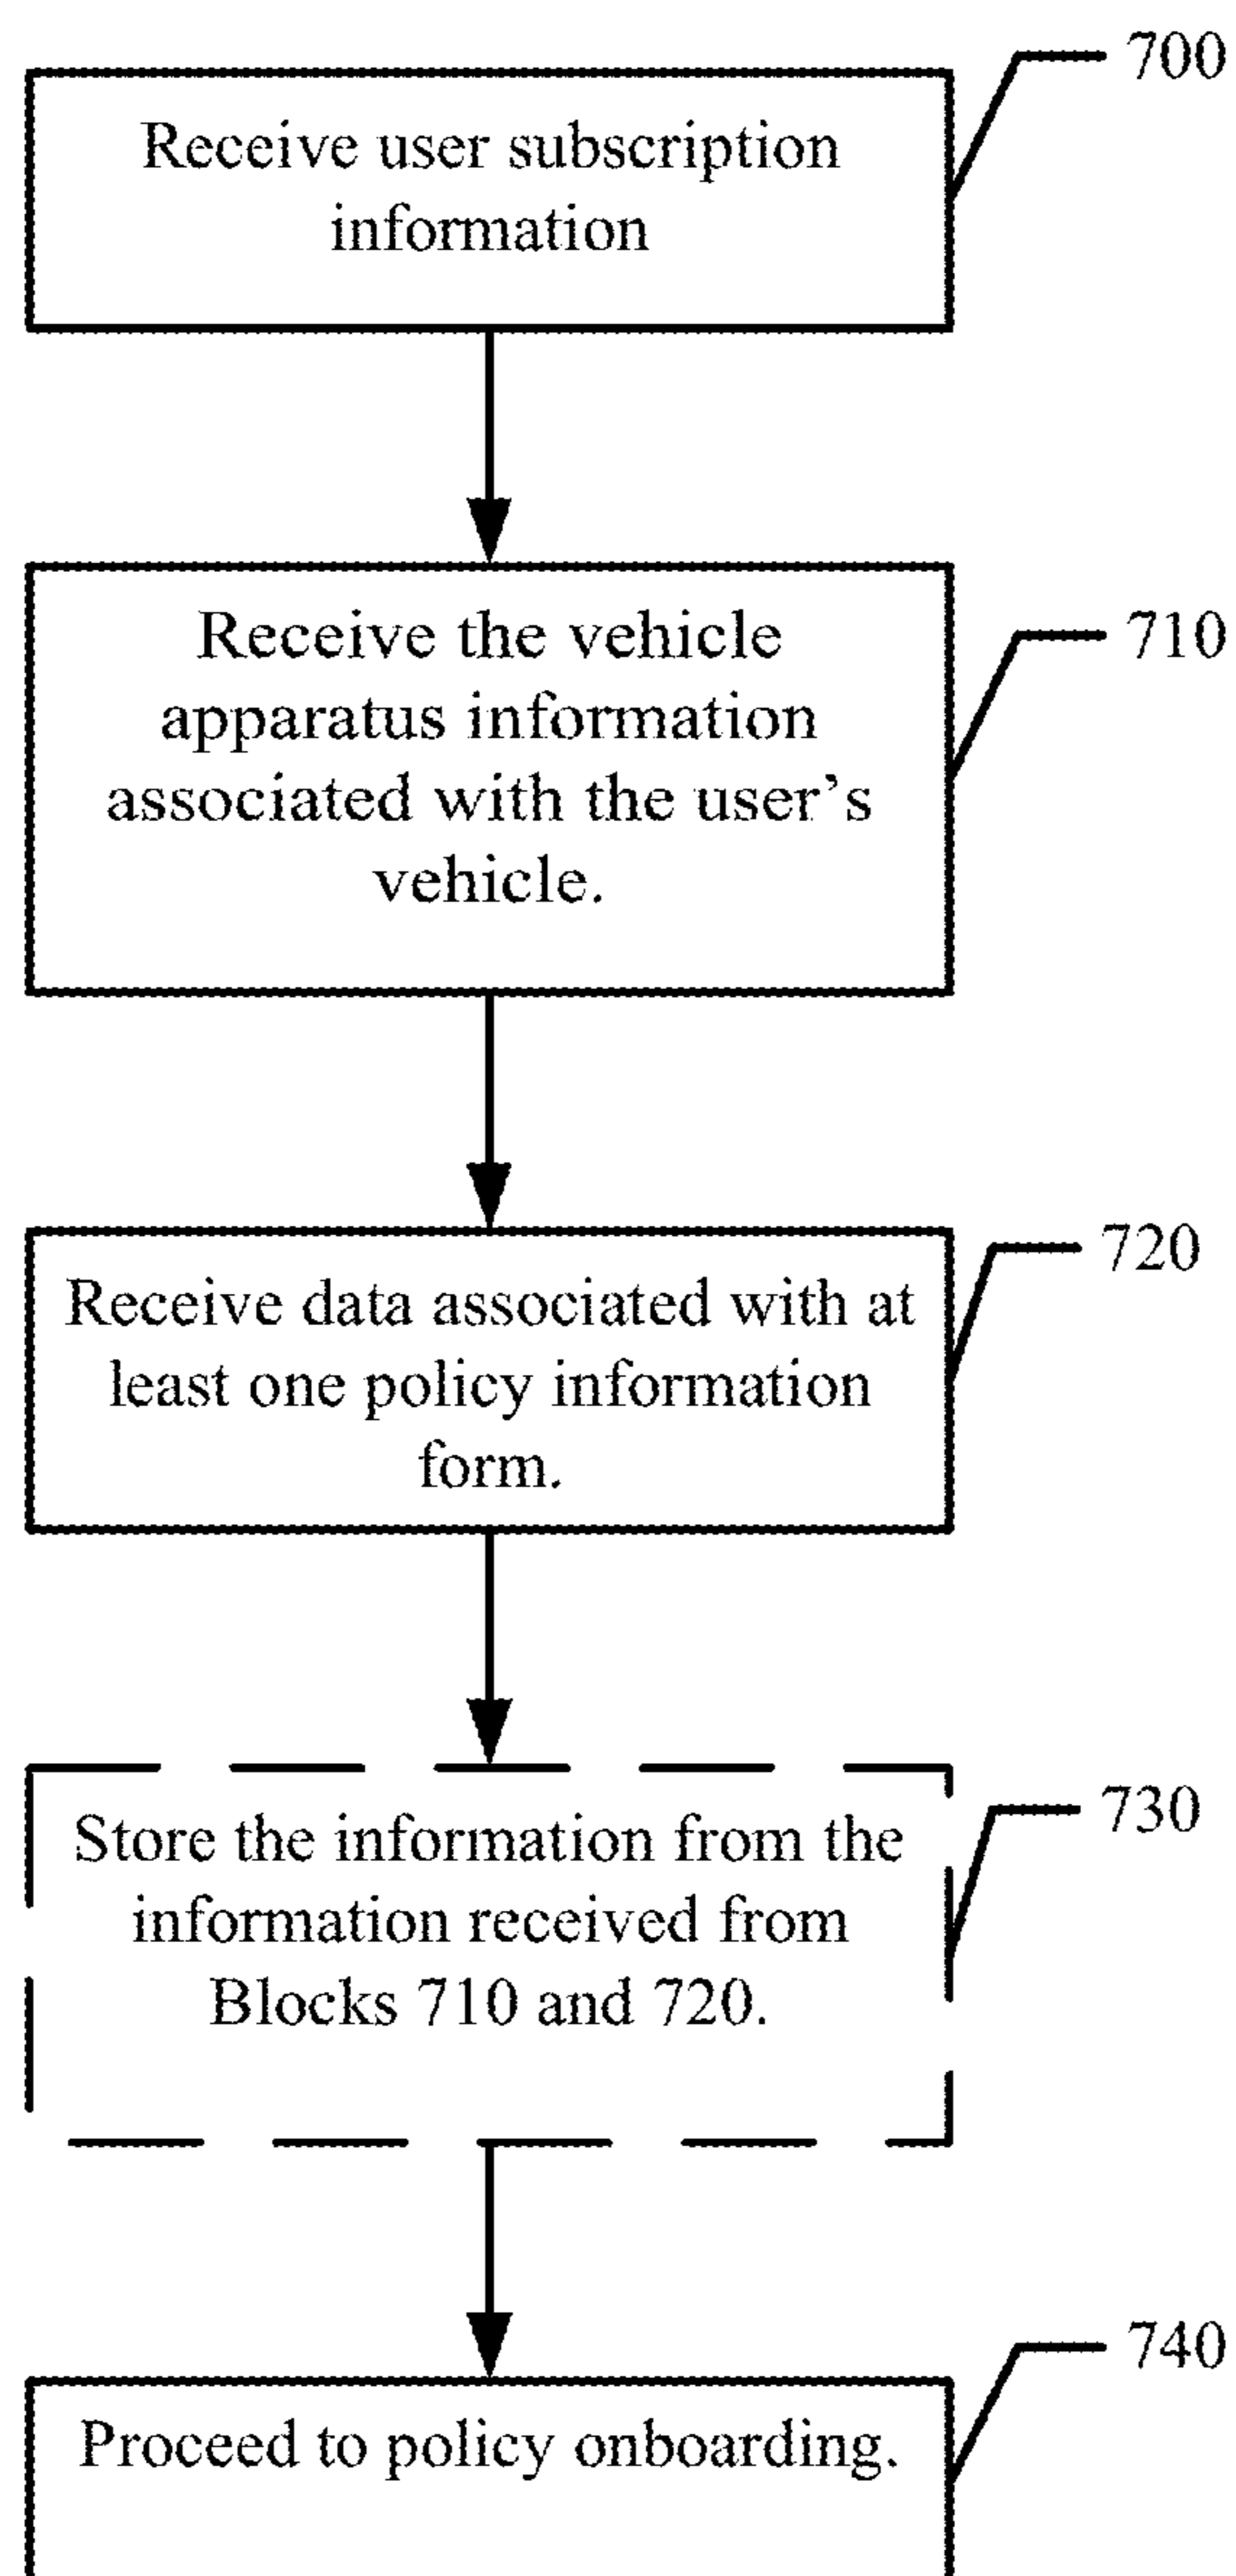 700
Receive user subscription
information
710
Receive the vehicle
apparatus information
associated with the user’s
vehicle.
720
Receive data associated with at
least one policy information
form.
730
Store the information from the
information received from
Blocks 710 and 720.
740
Proceed to policy onboarding.